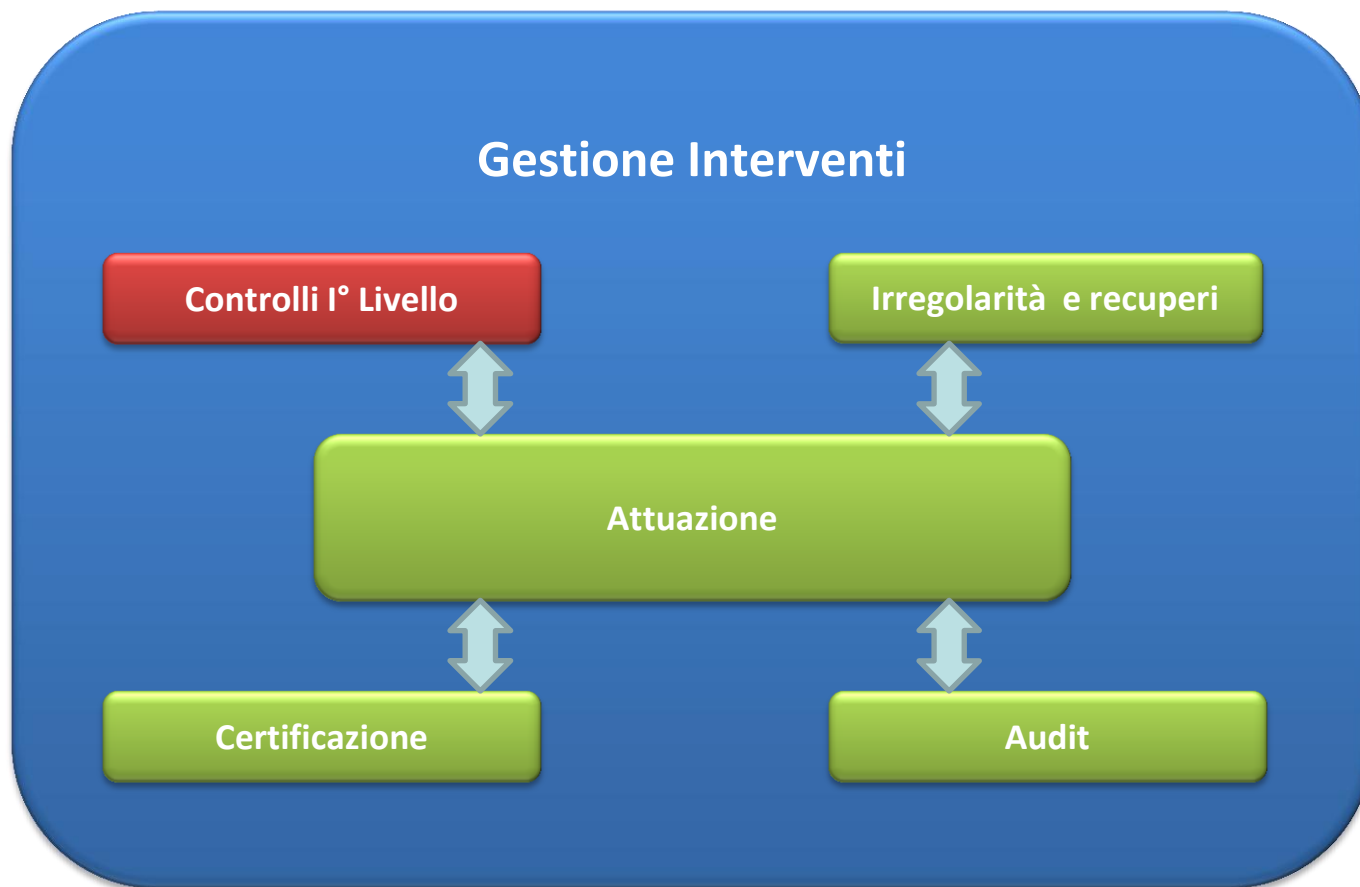 Gestione Interventi
Controlli I° Livello
Irregolarità e recuperi
Attuazione
Certificazione
Audit